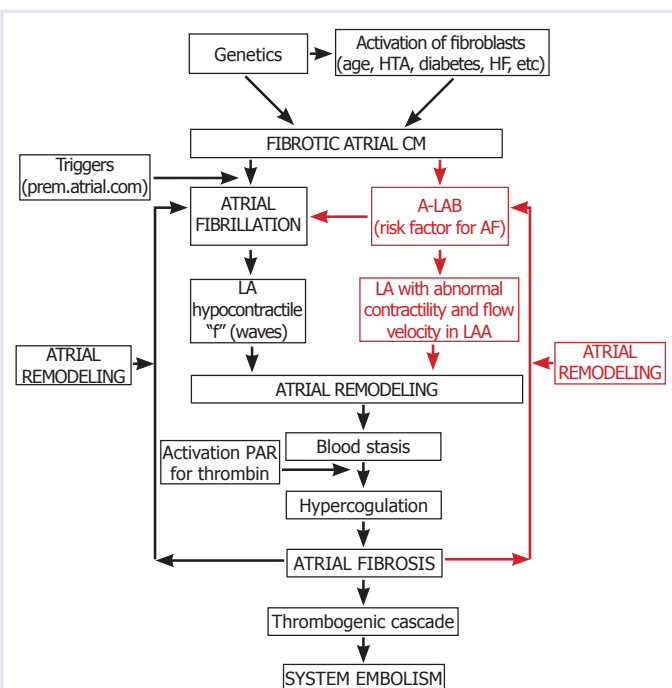 Genetics
Activation of fibroblasts
(age, HTA, diabetes, HF, etc)
FIBROTIC ATRIAL CM
Triggers
(prem.atrial.com)
ATRIAL
FIBRILLATION
A-LAB
(risk factor for AF)
LA
hypocontractile
“f” (waves)
LA with abnormal
contractility and flow
velocity in LAA
ATRIAL
REMODELING
ATRIAL
REMODELING
ATRIAL REMODELING
Blood stasis
Activation PAR
for thrombin
Hypercogulation
ATRIAL FIBROSIS
Thrombogenic cascade
SYSTEM EMBOLISM